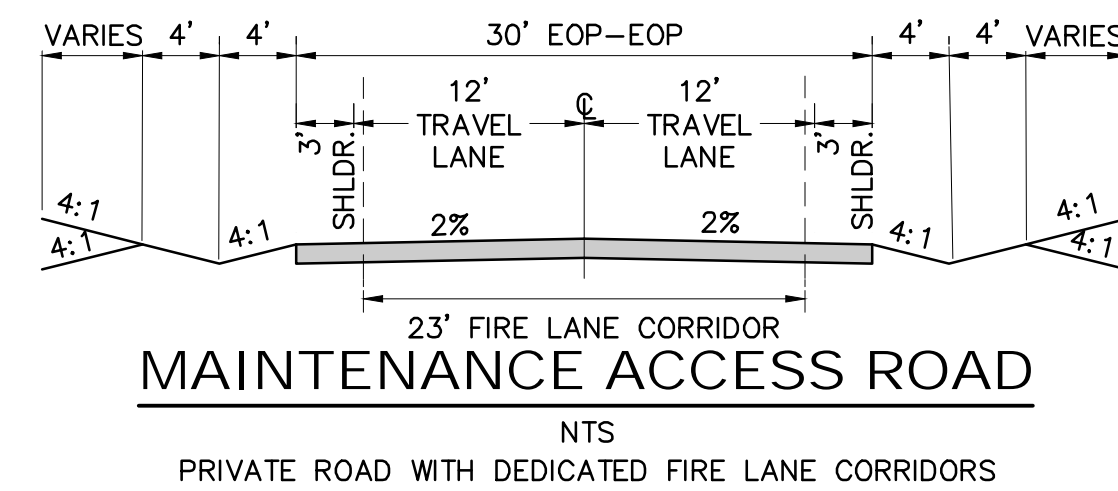 VARIES 4' 4' 30' EOP-EOP 4' 4' VARIES
12' ℄ 12'
TRAVEL TRAVEL
LANE LANE
3' SHLDR. 3' SHLDR.
4:1 4:1
4:1 4:1 2% 2% 4:1 4:1
23' FIRE LANE CORRIDOR
MAINTENANCE ACCESS ROAD
NTS
PRIVATE ROAD WITH DEDICATED FIRE LANE CORRIDORS